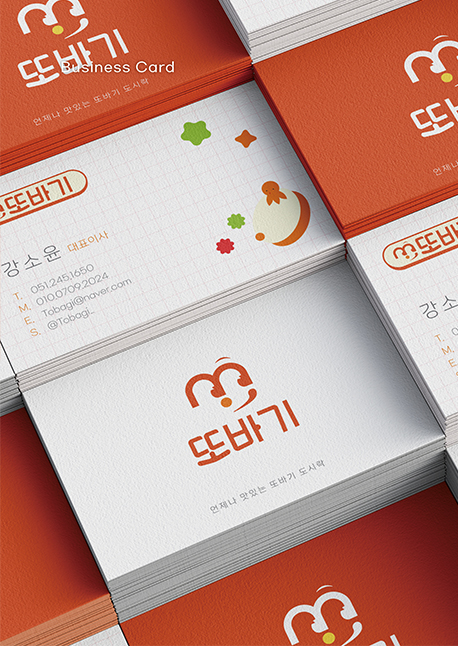 또바기
Business Card
언제나 맛있는 또바기 도시락
또바기
또바기
강소윤 대표이사
T. 051.245.1650
M. 010.0709.2024
E. Tobagi@naver.com
S. @Tobagi_
또바기
강소
T.
M.
E.
S.
또바기
언제나 맛있는 또바기 도시락